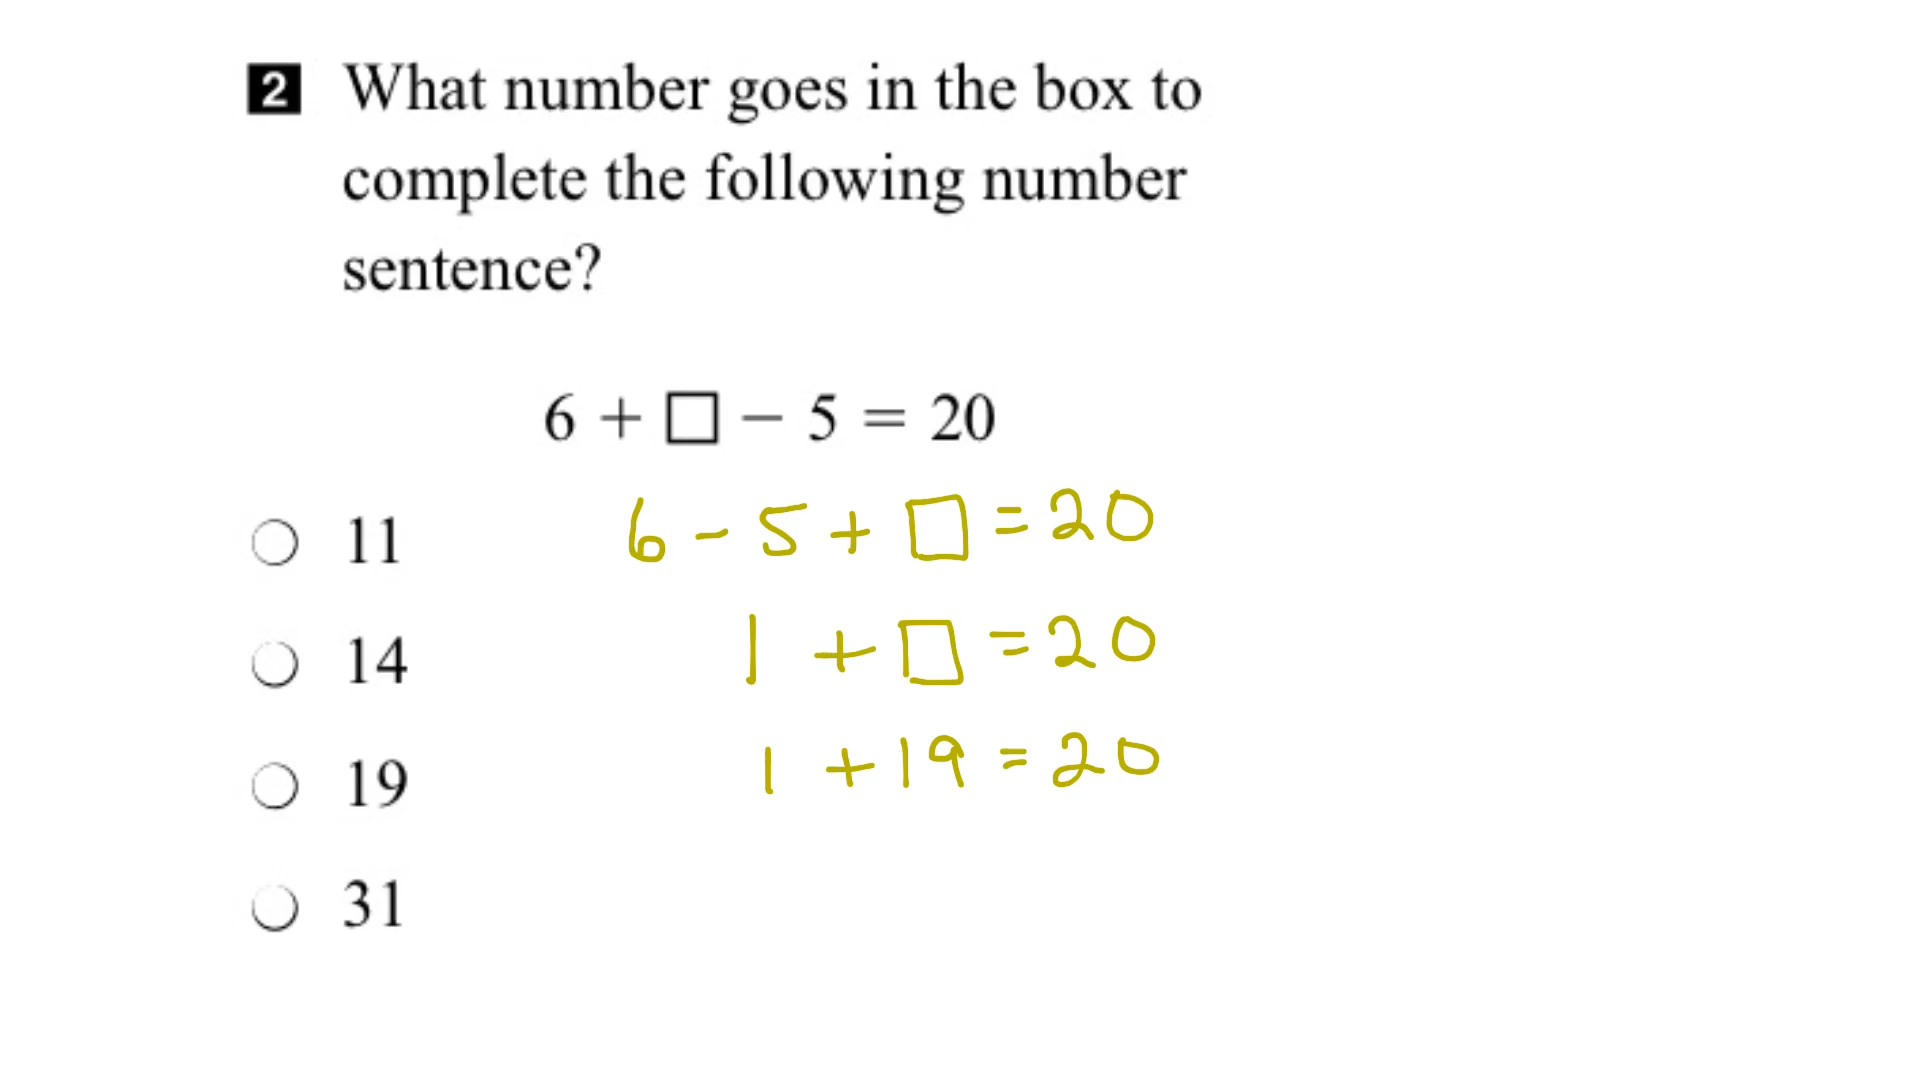 2 What number goes in the box to
complete the following number
sentence?
6 + □ − 5 = 20
6 - 5 + □ = 20
1 + □ = 20
1 + 19 = 20
○ 11
○ 14
○ 19
○ 31